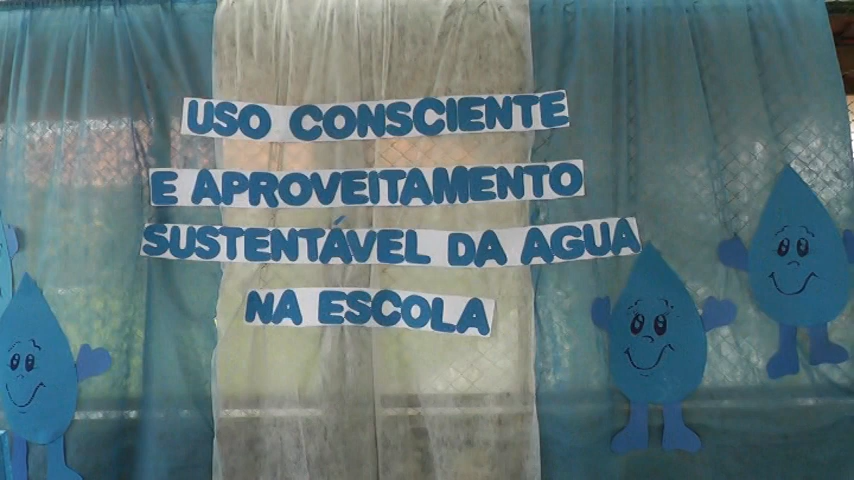 USO CONSCIENTE
E APROVEITAMENTO
SUSTENTÁVEL DA AGUA
NA ESCOLA